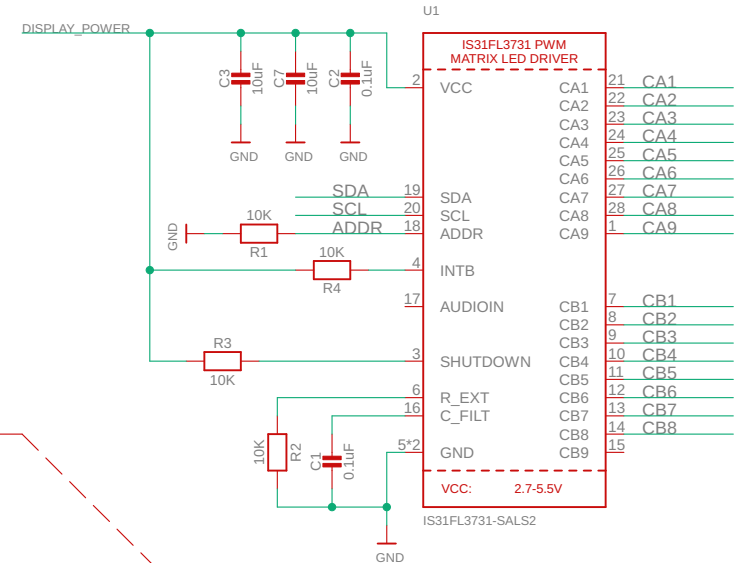 U1
DISPLAY_POWER
IS31FL3731 PWM
MATRIX LED DRIVER
C3
10uF
C7
10uF
C2
0.1uF
GND
GND
GND
2
VCC
CA1
21
CA1
CA2
22
CA2
CA3
23
CA3
CA4
24
CA4
CA5
25
CA5
CA6
26
CA6
SDA
19
SDA
CA7
27
CA7
SCL
20
SCL
CA8
28
CA8
GND
10K
R1
ADDR
18
ADDR
CA9
1
CA9
10K
R4
4
INTB
17
AUDIOIN
CB1
7
CB1
CB2
8
CB2
CB3
9
CB3
R3
10K
3
SHUTDOWN
CB4
10
CB4
CB5
11
CB5
6
R_EXT
CB6
12
CB6
16
C_FILT
CB7
13
CB7
CB8
14
CB8
10K
R2
C1
0.1uF
5*2
GND
CB9
15
VCC: 2.7-5.5V
IS31FL3731-SALS2
GND